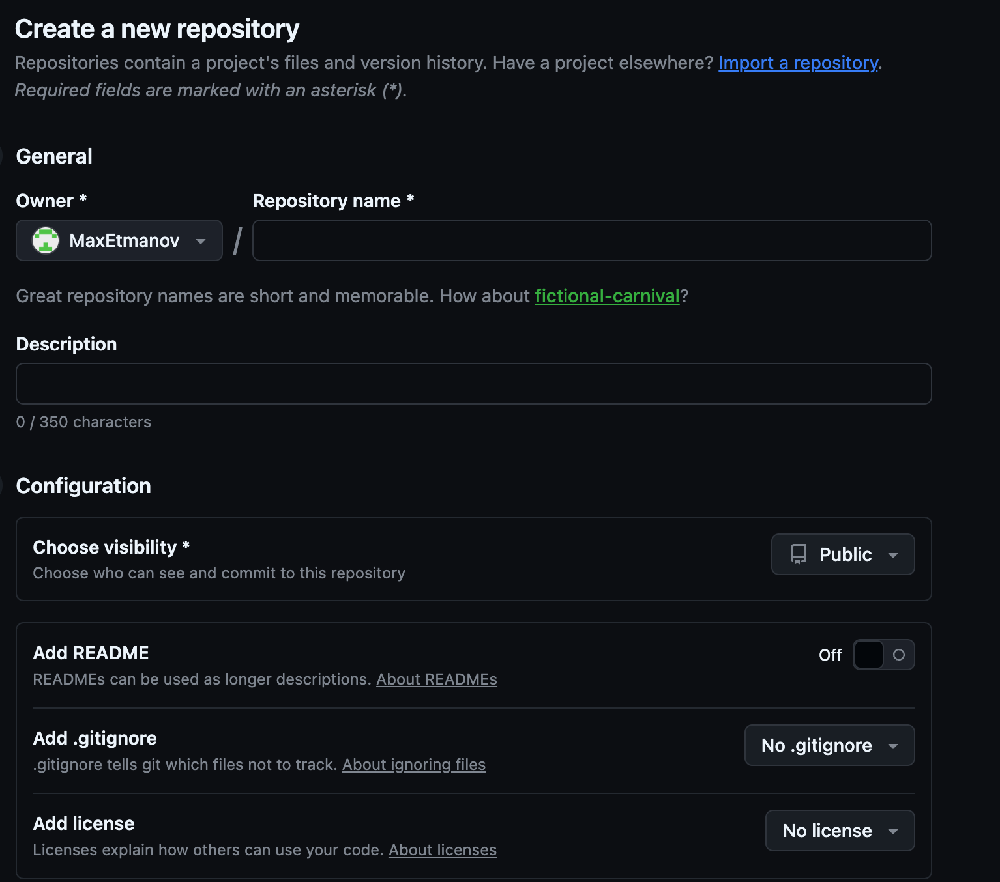 Create a new repository
Repositories contain a project's files and version history. Have a project elsewhere? Import a repository.
Required fields are marked with an asterisk (*).
General
Owner *
Repository name *
MaxEtmanov
/
Great repository names are short and memorable. How about fictional-carnival?
Description
0 / 350 characters
Configuration
Choose visibility *
Choose who can see and commit to this repository
Public
Add README
READMEs can be used as longer descriptions. About READMEs
Off
Add .gitignore
.gitignore tells git which files not to track. About ignoring files
No .gitignore
Add license
Licenses explain how others can use your code. About licenses
No license